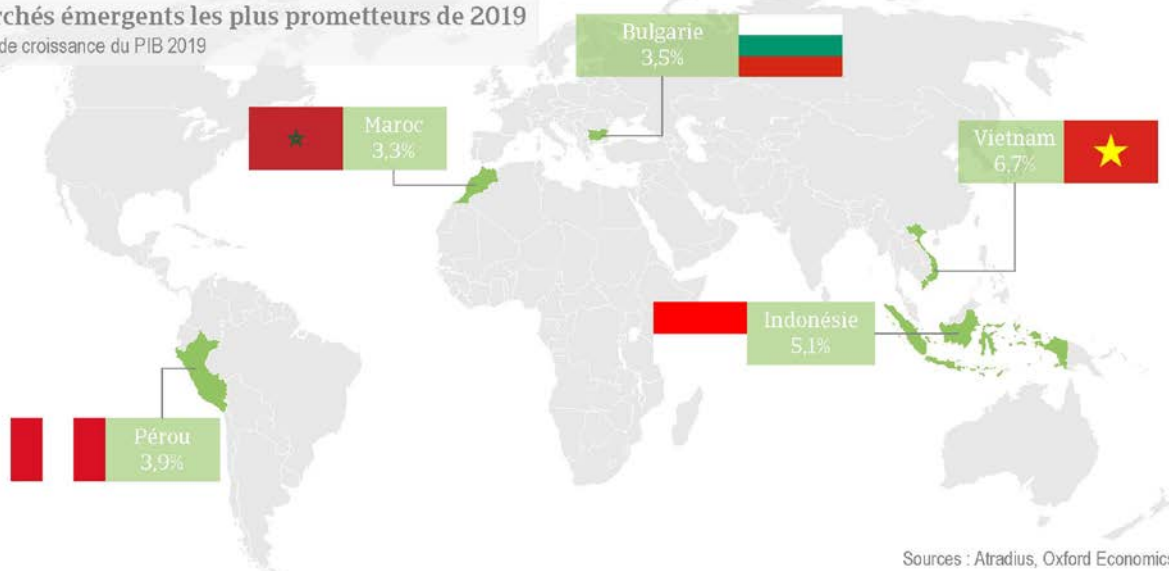 rchés émergents les plus prometteurs de 2019
de croissance du PIB 2019
Bulgarie
3,5%
Maroc
3,3%
Vietnam
6,7%
Indonésie
5,1%
Pérou
3,9%
Sources : Atradius, Oxford Economics